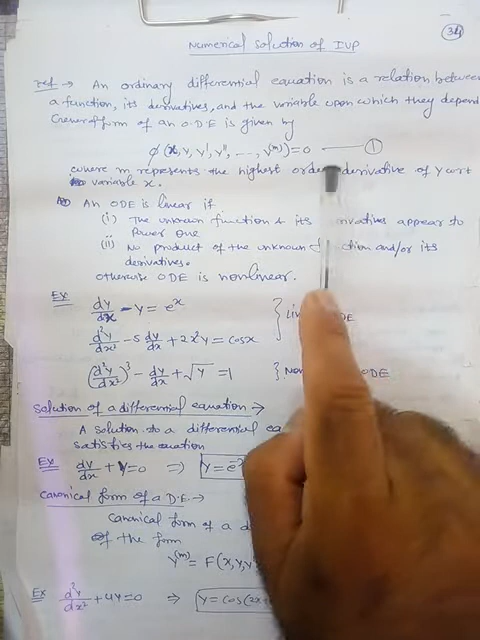 34
Numerical Solution of IVP
Def → An ordinary differential equation is a relation between
a function, its derivatives, and the variable upon which they depend
General form of an O.D.E is given by
φ(x, y, y', y'', ..., y^(m))=0 —— ①
where m represents the highest order derivative of y w.r.t
variable x.
An ODE is linear if
(i) The unknown function & its appear to
Power one
(ii) No product of the unknown and/or its
derivatives.
otherwise ODE is nonlinear.
Ex dy/dx - y = e^x
d²y/dx² - 5 dy/dx + 2x²y = cosx
(d²y/dx²)³ - dy/dx + √y = 1
Solution of a differential equation →
A solution to a differential
satisfies the equation
Ex dy/dx + y=0 ⇒ y=e
Canonical form of a D.E. →
Canonical form of a
of the form
y^(m) = F(x, y, y'
Ex d²y/dx² + 4y=0 ⇒ y = cos(2x